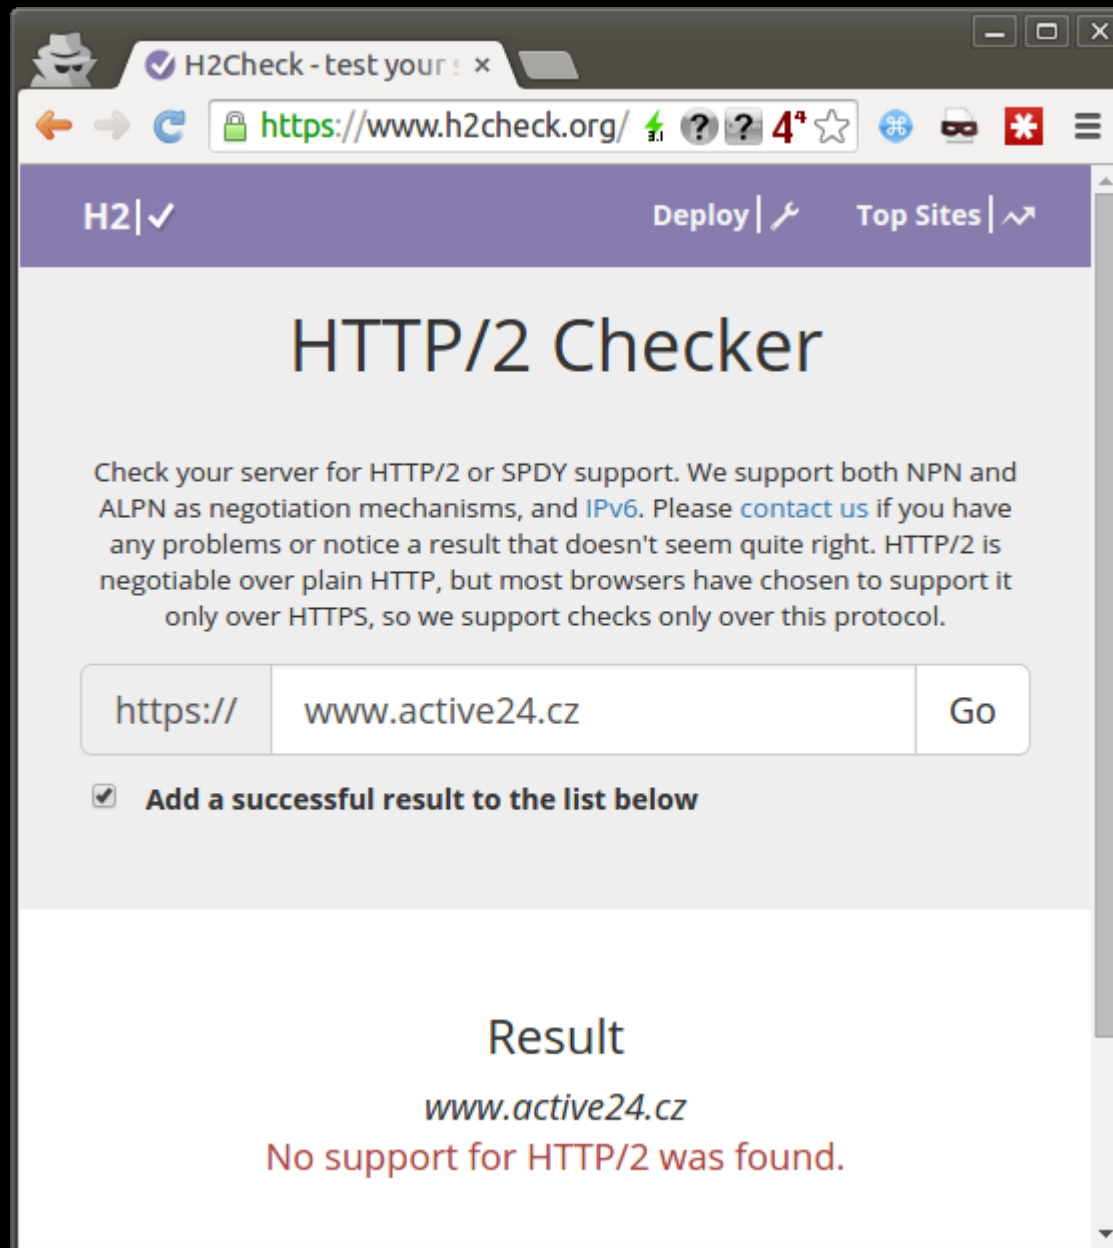 H2Check - test your
https://www.h2check.org/
H2
Deploy
Top Sites
HTTP/2 Checker
Check your server for HTTP/2 or SPDY support. We support both NPN and
ALPN as negotiation mechanisms, and IPv6. Please contact us if you have
any problems or notice a result that doesn't seem quite right. HTTP/2 is
negotiable over plain HTTP, but most browsers have chosen to support it
only over HTTPS, so we support checks only over this protocol.
https://
www.active24.cz
Go
Add a successful result to the list below
Result
www.active24.cz
No support for HTTP/2 was found.